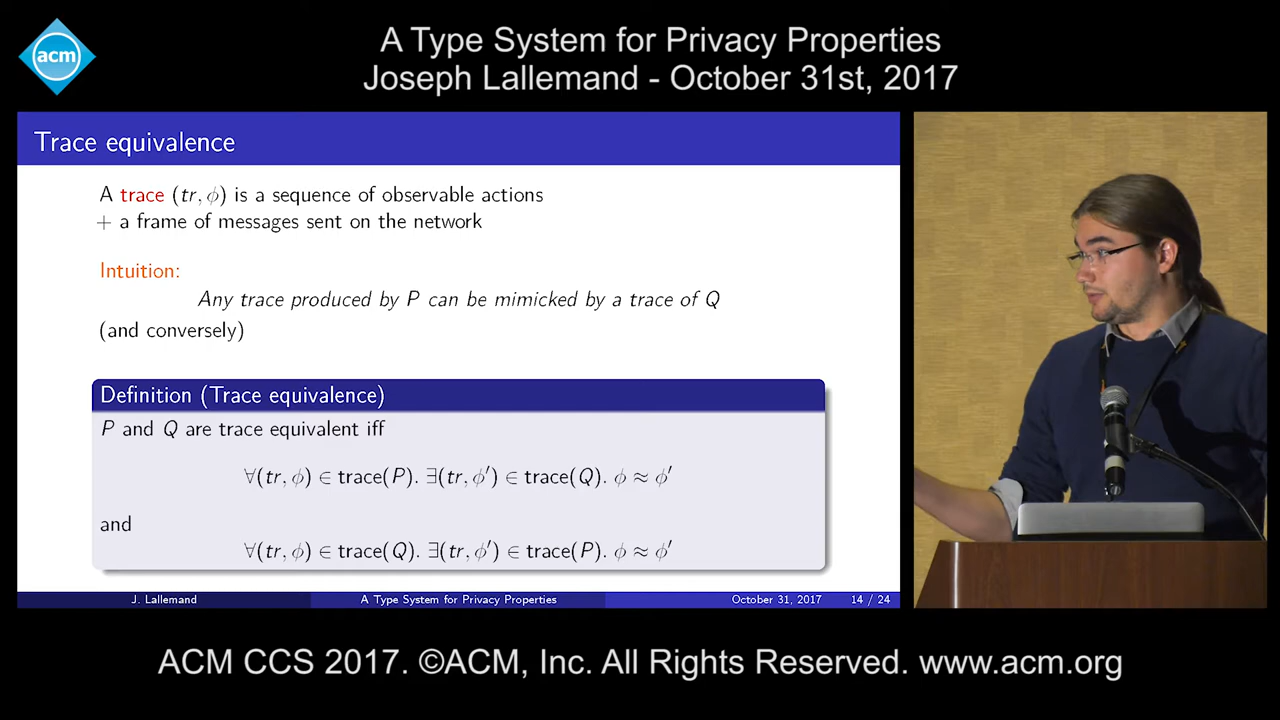 acm
A Type System for Privacy Properties
Joseph Lallemand - October 31st, 2017
Trace equivalence
A trace (tr, ϕ) is a sequence of observable actions
+ a frame of messages sent on the network
Intuition:
Any trace produced by P can be mimicked by a trace of Q
(and conversely)
Definition (Trace equivalence)
P and Q are trace equivalent iff
∀(tr, ϕ) ∈ trace(P). ∃(tr, ϕ′) ∈ trace(Q). ϕ ≈ ϕ′
and
∀(tr, ϕ) ∈ trace(Q). ∃(tr, ϕ′) ∈ trace(P). ϕ ≈ ϕ′
J. Lallemand A Type System for Privacy Properties October 31, 2017 14 / 24
ACM CCS 2017. ©ACM, Inc. All Rights Reserved. www.acm.org